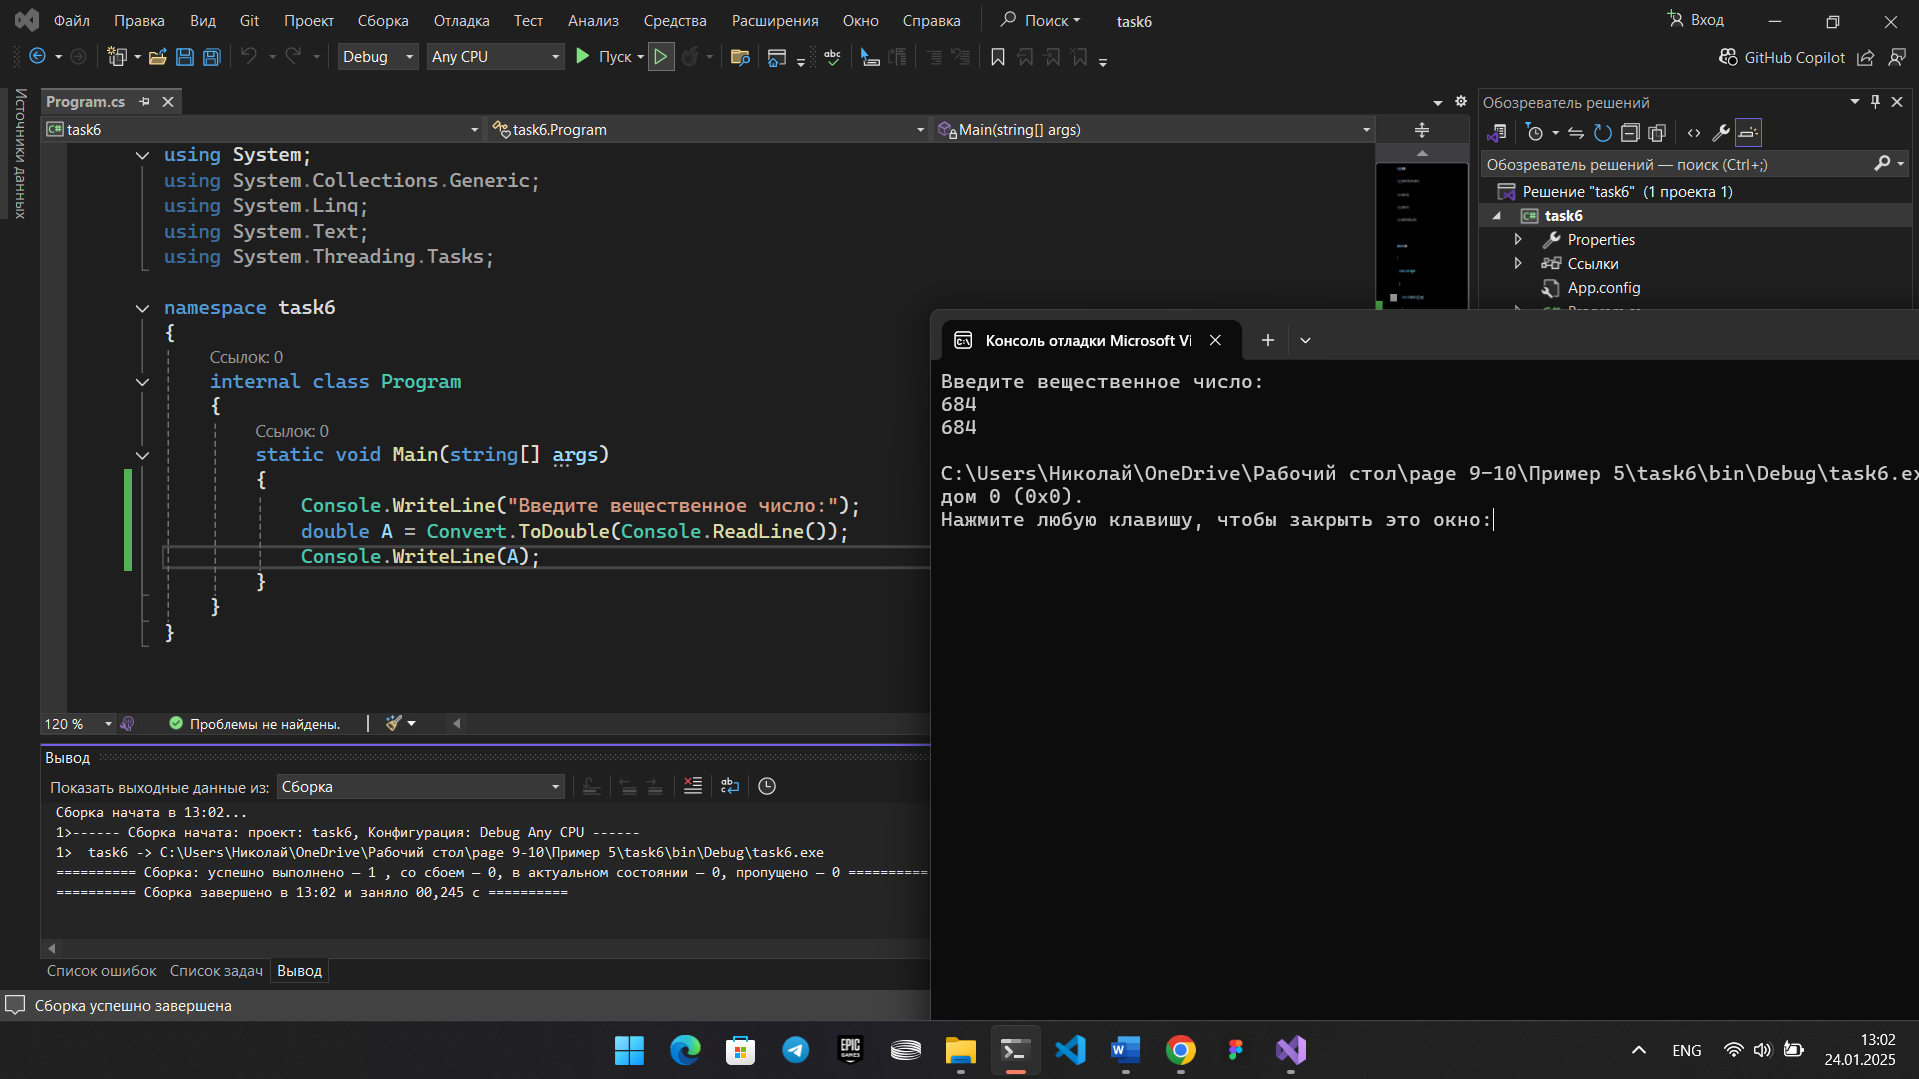 Файл Правка Вид Git Проект Сборка Отладка Тест Анализ Средства Расширения Окно Справка Поиск task6 Вход
Debug Any CPU Пуск abc GitHub Copilot
Источники данных
Program.cs
task6 task6.Program Main(string[] args)
using System;
using System.Collections.Generic;
using System.Linq;
using System.Text;
using System.Threading.Tasks;
namespace task6
{
Ссылок: 0
internal class Program
{
Ссылок: 0
static void Main(string[] args)
{
Console.WriteLine("Введите вещественное число:");
double A = Convert.ToDouble(Console.ReadLine());
Console.WriteLine(A);
}
}
}
120 % Проблемы не найдены.
Вывод
Показать выходные данные из: Сборка
Сборка начата в 13:02...
1>------ Сборка начата: проект: task6, Конфигурация: Debug Any CPU ------
1> task6 -> C:\Users\Николай\OneDrive\Рабочий стол\page 9-10\Пример 5\task6\bin\Debug\task6.exe
========== Сборка: успешно выполнено – 1 , со сбоем – 0, в актуальном состоянии – 0, пропущено – 0 ==========
========== Сборка завершено в 13:02 и заняло 00,245 с ==========
Список ошибок Список задач Вывод
Сборка успешно завершена
Обозреватель решений
Обозреватель решений — поиск (Ctrl+;)
Решение "task6" (1 проекта 1)
task6
Properties
Ссылки
App.config
Консоль отладки Microsoft Vi
Введите вещественное число:
684
684
C:\Users\Николай\OneDrive\Рабочий стол\page 9-10\Пример 5\task6\bin\Debug\task6.ex
дом 0 (0x0).
Нажмите любую клавишу, чтобы закрыть это окно:
EPIC GAMES
ENG
13:02
24.01.2025